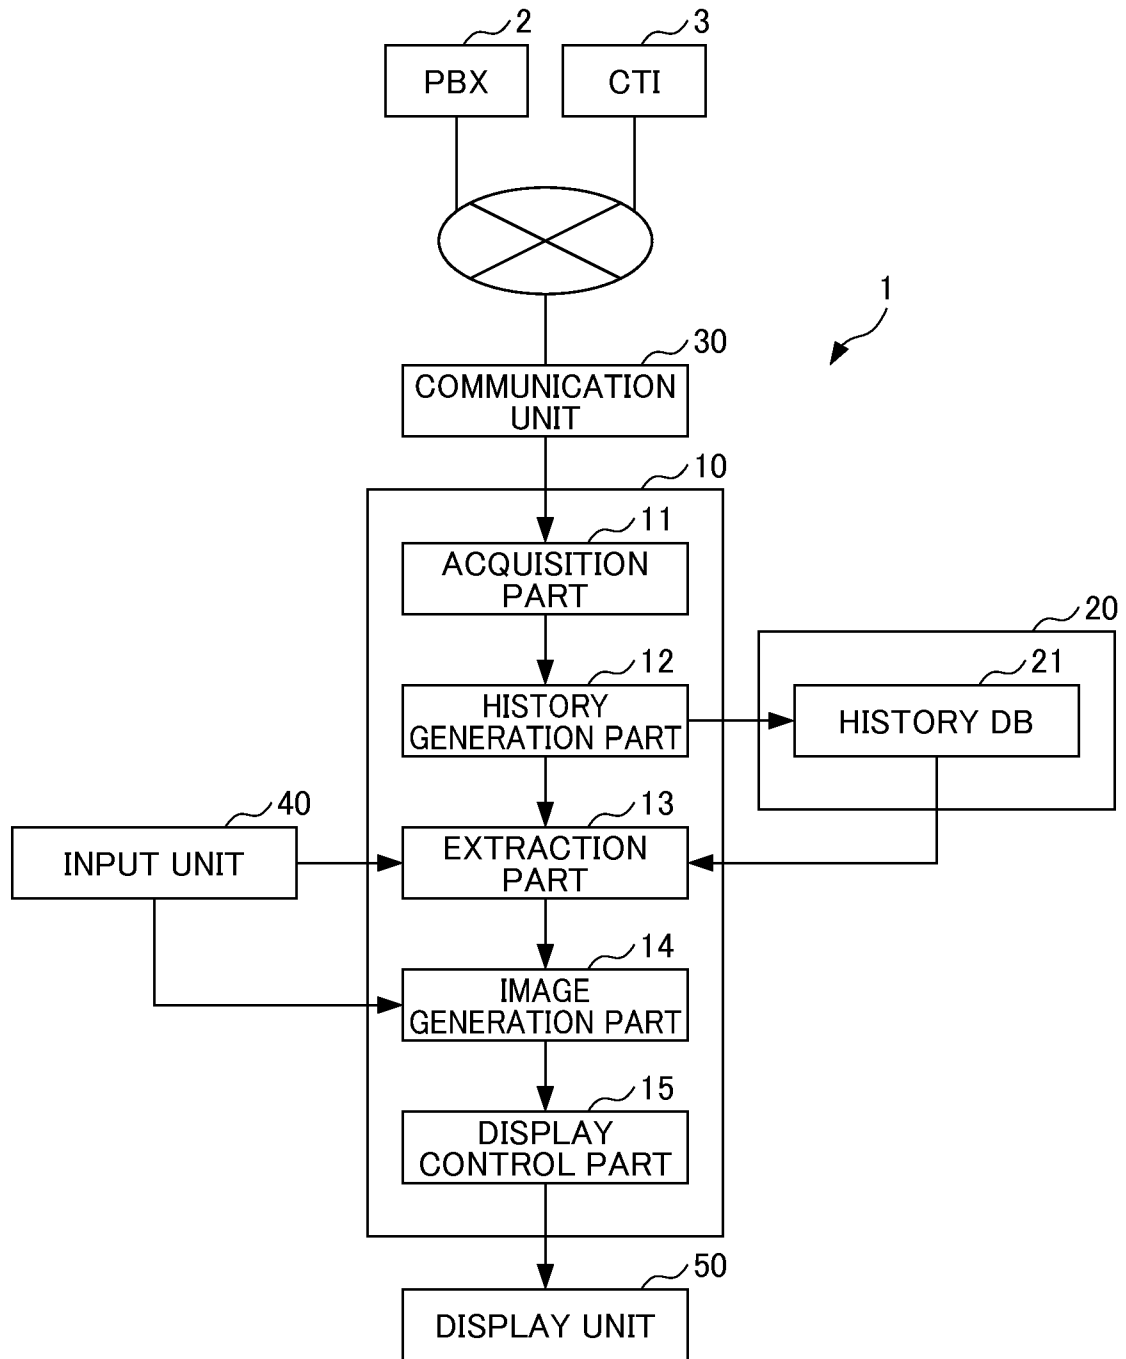 2
3
PBX
CTI
1
30
COMMUNICATION
UNIT
10
11
ACQUISITION
PART
20
12
21
HISTORY
GENERATION PART
HISTORY DB
40
13
INPUT UNIT
EXTRACTION
PART
14
IMAGE
GENERATION PART
15
DISPLAY
CONTROL PART
50
DISPLAY UNIT